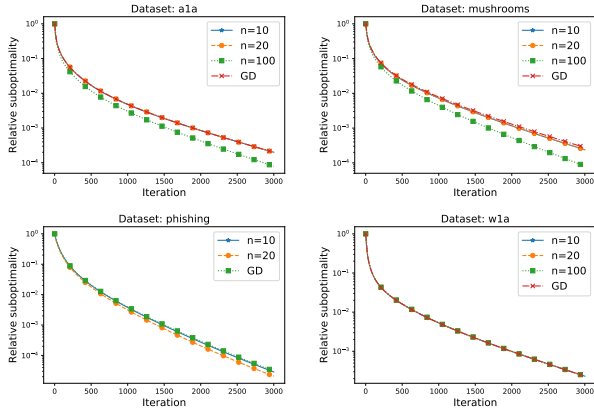 Dataset: a1a
Relative suboptimality
10⁰
10⁻¹
10⁻²
10⁻³
10⁻⁴
n=10
n=20
n=100
GD
0 500 1000 1500 2000 2500 3000
Iteration
Dataset: mushrooms
Relative suboptimality
10⁰
10⁻¹
10⁻²
10⁻³
10⁻⁴
n=10
n=20
n=100
GD
0 500 1000 1500 2000 2500 3000
Iteration
Dataset: phishing
Relative suboptimality
10⁰
10⁻¹
10⁻²
10⁻³
10⁻⁴
n=10
n=20
GD
0 500 1000 1500 2000 2500 3000
Iteration
Dataset: w1a
Relative suboptimality
10⁰
10⁻¹
10⁻²
10⁻³
n=10
n=20
n=100
GD
0 500 1000 1500 2000 2500 3000
Iteration